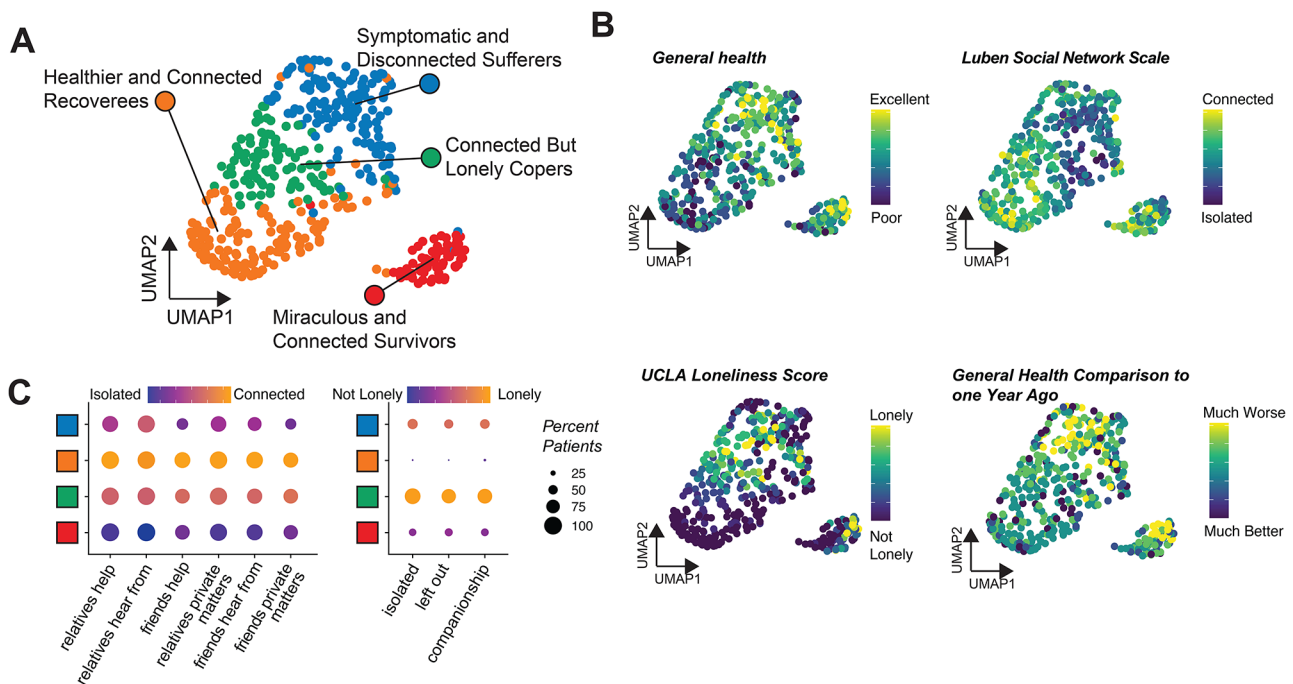 A
Symptomatic and
Disconnected Sufferers
Healthier and Connected
Recoverees
Connected But
Lonely Copers
UMAP2
UMAP1
Miraculous and
Connected Survivors
B
General health
Excellent
Poor
UMAP2
UMAP1
Luben Social Network Scale
Connected
Isolated
UMAP2
UMAP1
UCLA Loneliness Score
Lonely
Not
Lonely
UMAP2
UMAP1
General Health Comparison to
one Year Ago
Much Worse
Much Better
UMAP2
UMAP1
C
Isolated
Connected
relatives help
relatives hear from
friends help
relatives private
matters
friends hear from
friends private
matters
Not Lonely
Lonely
isolated
left out
companionship
Percent
Patients
25
50
75
100